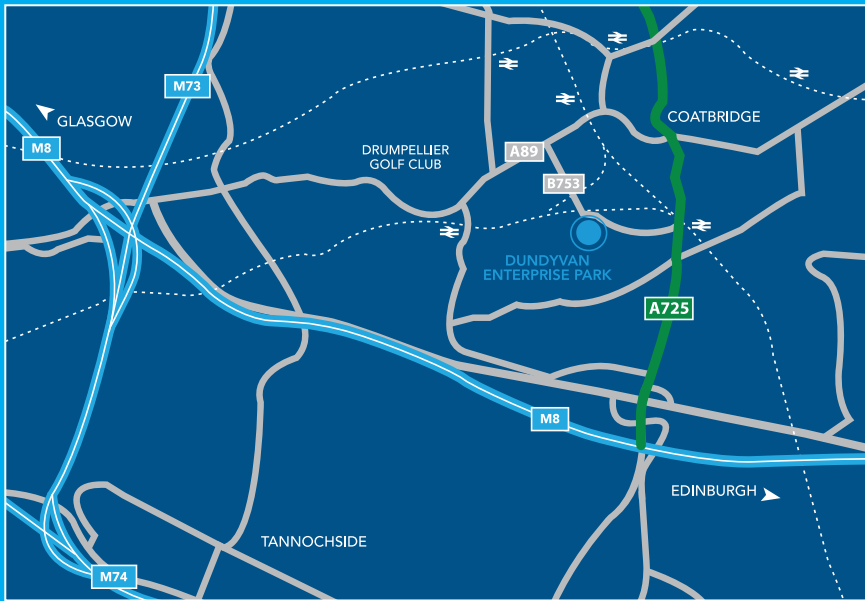 M73
GLASGOW
M8
COATBRIDGE
DRUMPELLIER
GOLF CLUB
A89
B753
DUNDYVAN
ENTERPRISE PARK
A725
M8
EDINBURGH
TANNOCHSIDE
M74